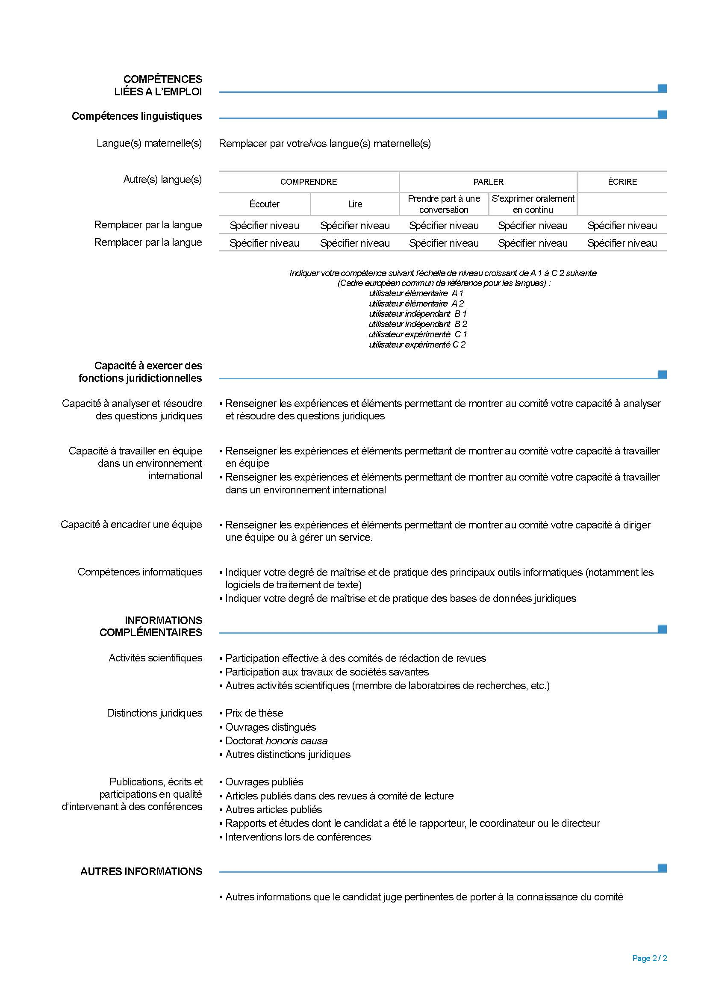 COMPÉTENCES
LIÉES A L’EMPLOI
Compétences linguistiques
Langue(s) maternelle(s) Remplacer par votre/vos langue(s) maternelle(s)
Autre(s) langue(s) COMPRENDRE PARLER ÉCRIRE
Écouter Lire Prendre part à une conversation S’exprimer oralement en continu
Remplacer par la langue Spécifier niveau Spécifier niveau Spécifier niveau Spécifier niveau Spécifier niveau
Remplacer par la langue Spécifier niveau Spécifier niveau Spécifier niveau Spécifier niveau Spécifier niveau
Indiquer votre compétence suivant l’échelle de niveau croissant de A 1 à C 2 suivante
(Cadre européen commun de référence pour les langues) :
utilisateur élémentaire A 1
utilisateur élémentaire A 2
utilisateur indépendant B 1
utilisateur indépendant B 2
utilisateur expérimenté C 1
utilisateur expérimenté C 2
Capacité à exercer des
fonctions juridictionnelles
Capacité à analyser et résoudre
des questions juridiques
▪ Renseigner les expériences et éléments permettant de montrer au comité votre capacité à analyser
et résoudre des questions juridiques
Capacité à travailler en équipe
dans un environnement
international
▪ Renseigner les expériences et éléments permettant de montrer au comité votre capacité à travailler
en équipe
▪ Renseigner les expériences et éléments permettant de montrer au comité votre capacité à travailler
dans un environnement international
Capacité à encadrer une équipe
▪ Renseigner les expériences et éléments permettant de montrer au comité votre capacité à diriger
une équipe ou à gérer un service.
Compétences informatiques
▪ Indiquer votre degré de maîtrise et de pratique des principaux outils informatiques (notamment les
logiciels de traitement de texte)
▪ Indiquer votre degré de maîtrise et de pratique des bases de données juridiques
INFORMATIONS
COMPLÉMENTAIRES
Activités scientifiques
▪ Participation effective à des comités de rédaction de revues
▪ Participation aux travaux de sociétés savantes
▪ Autres activités scientifiques (membre de laboratoires de recherches, etc.)
Distinctions juridiques
▪ Prix de thèse
▪ Ouvrages distingués
▪ Doctorat honoris causa
▪ Autres distinctions juridiques
Publications, écrits et
participations en qualité
d’intervenant à des conférences
▪ Ouvrages publiés
▪ Articles publiés dans des revues à comité de lecture
▪ Autres articles publiés
▪ Rapports et études dont le candidat a été le rapporteur, le coordinateur ou le directeur
▪ Interventions lors de conférences
AUTRES INFORMATIONS
▪ Autres informations que le candidat juge pertinentes de porter à la connaissance du comité
Page 2 / 2